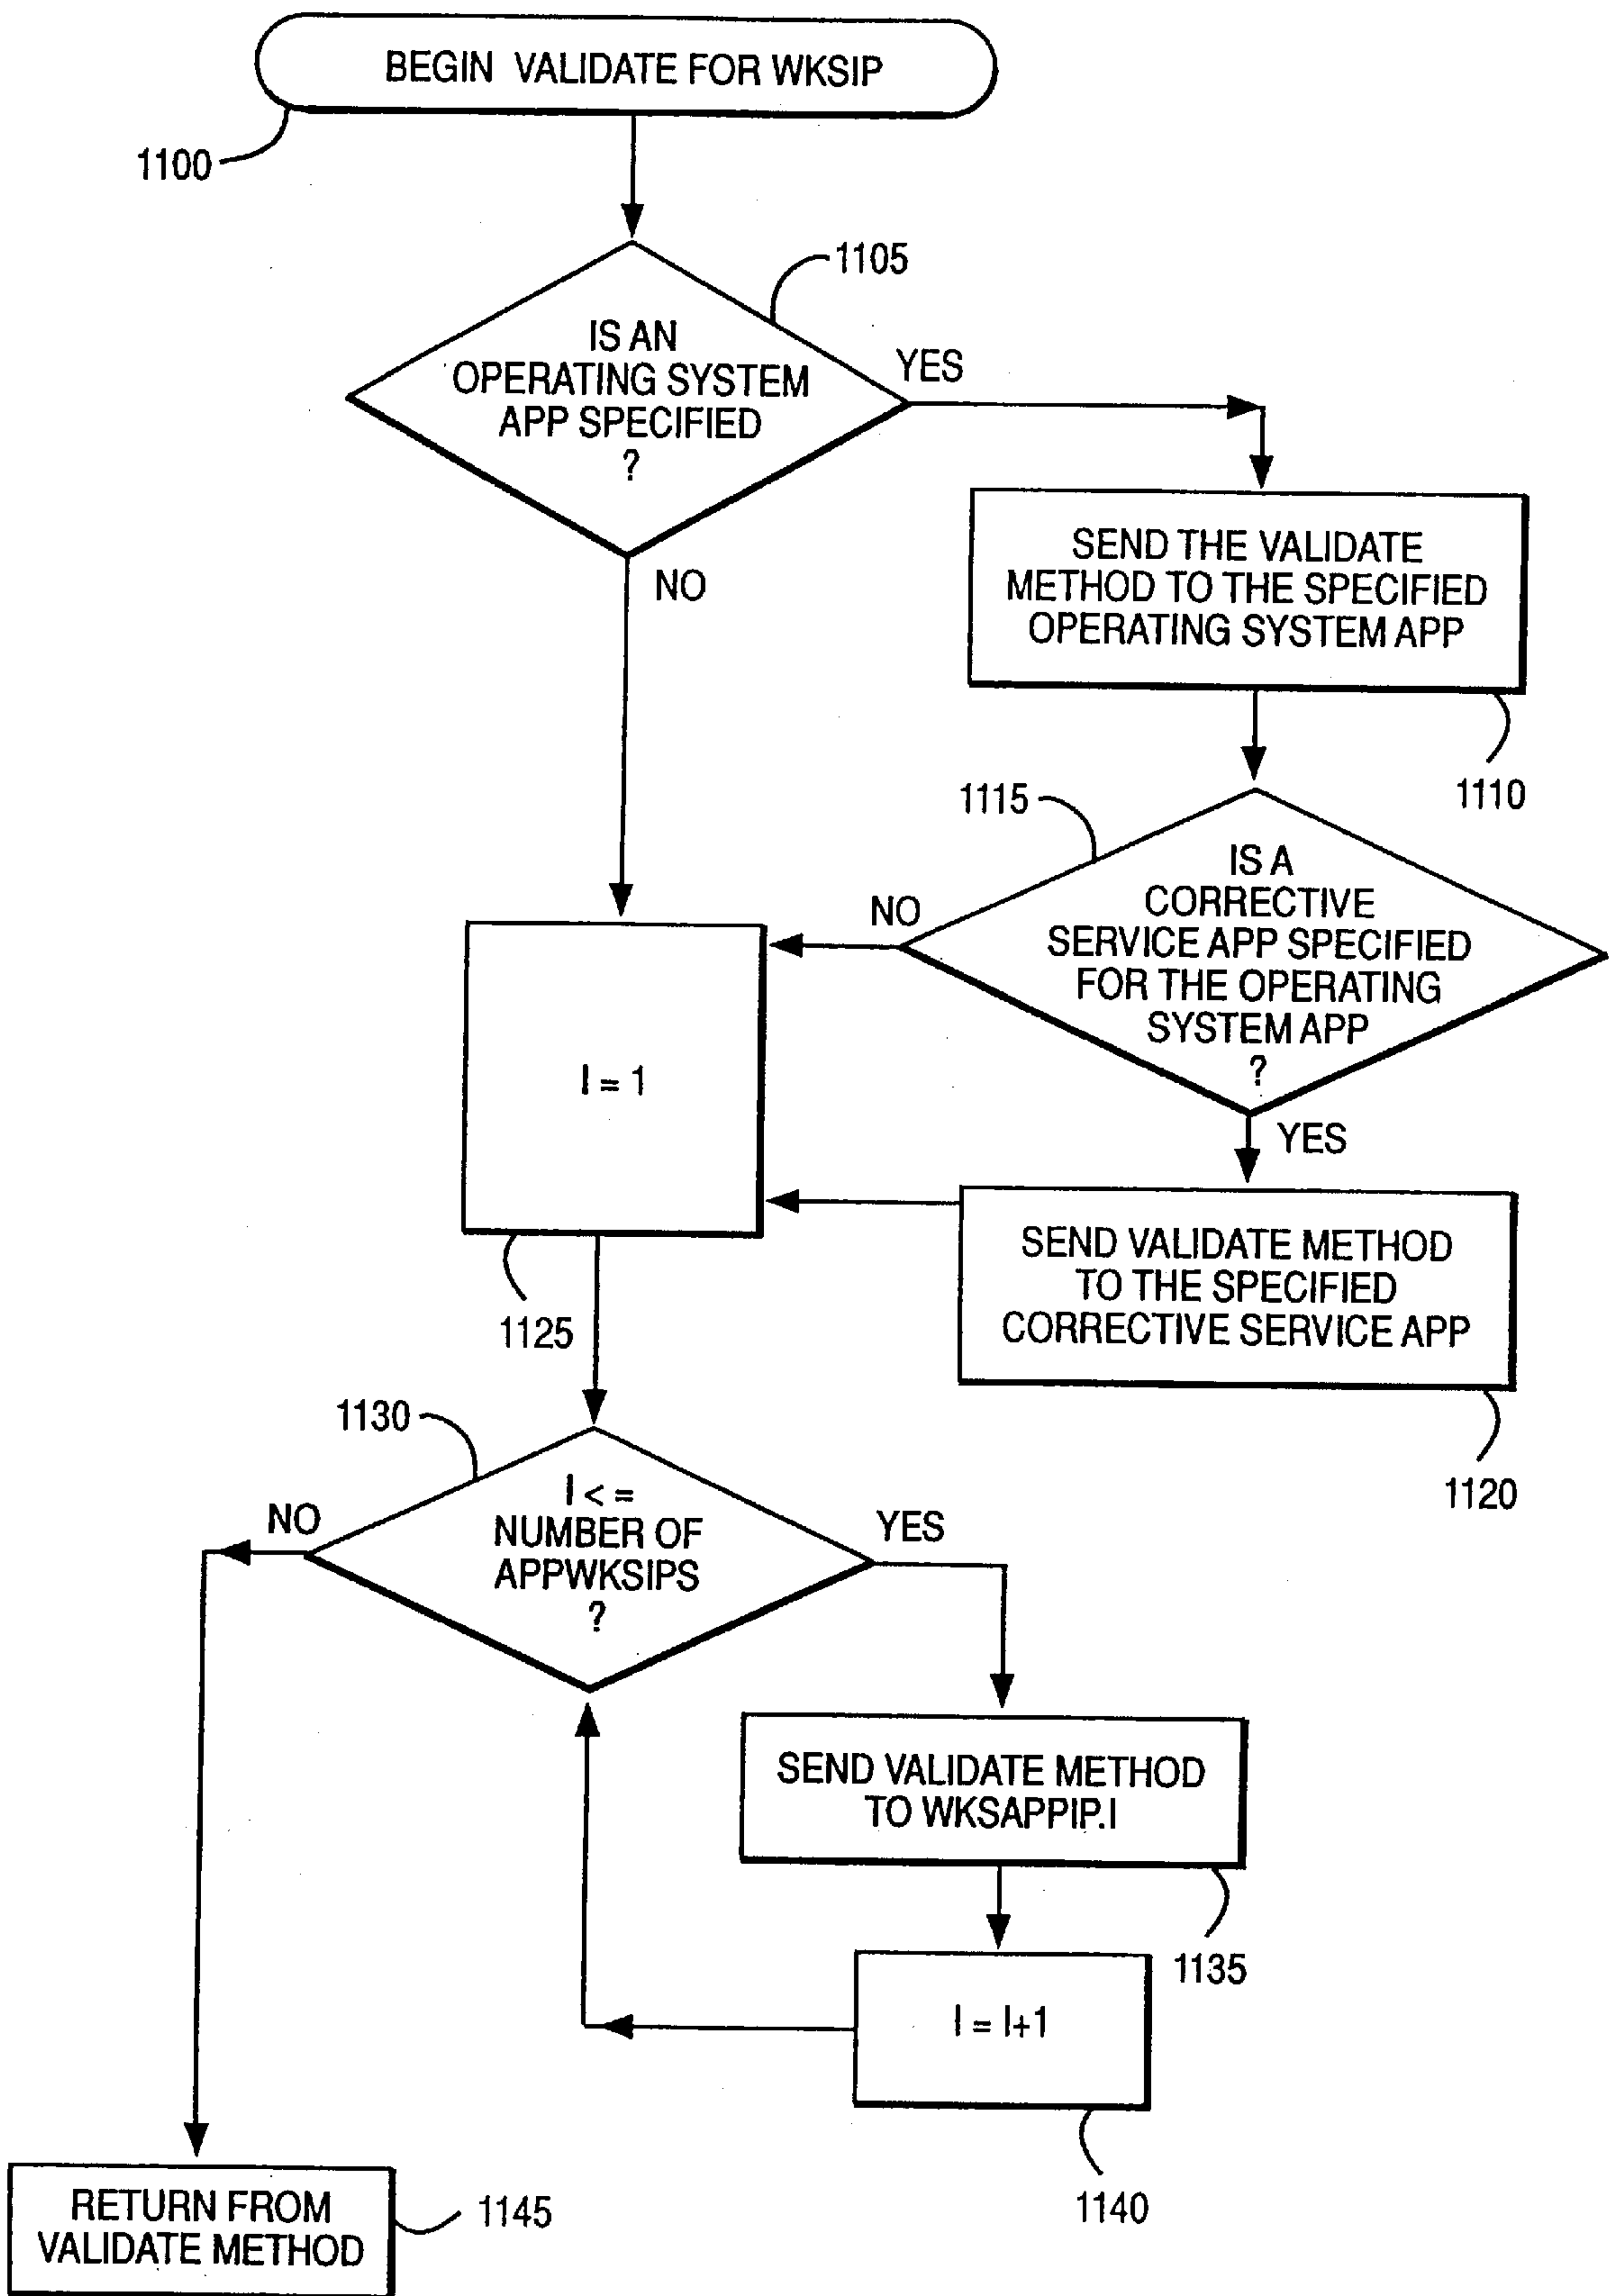 BEGIN VALIDATE FOR WKSIP
1100
1105
IS AN
OPERATING SYSTEM
APP SPECIFIED
?
YES
NO
SEND THE VALIDATE
METHOD TO THE SPECIFIED
OPERATING SYSTEM APP
1110
1115
IS A
CORRECTIVE
SERVICE APP SPECIFIED
FOR THE OPERATING
SYSTEM APP
?
NO
YES
I = 1
1125
SEND VALIDATE METHOD
TO THE SPECIFIED
CORRECTIVE SERVICE APP
1120
1130
I < =
NUMBER OF
APPWKSIPS
?
NO
YES
SEND VALIDATE METHOD
TO WKSAPPIP.I
1135
I = I+1
1140
RETURN FROM
VALIDATE METHOD
1145